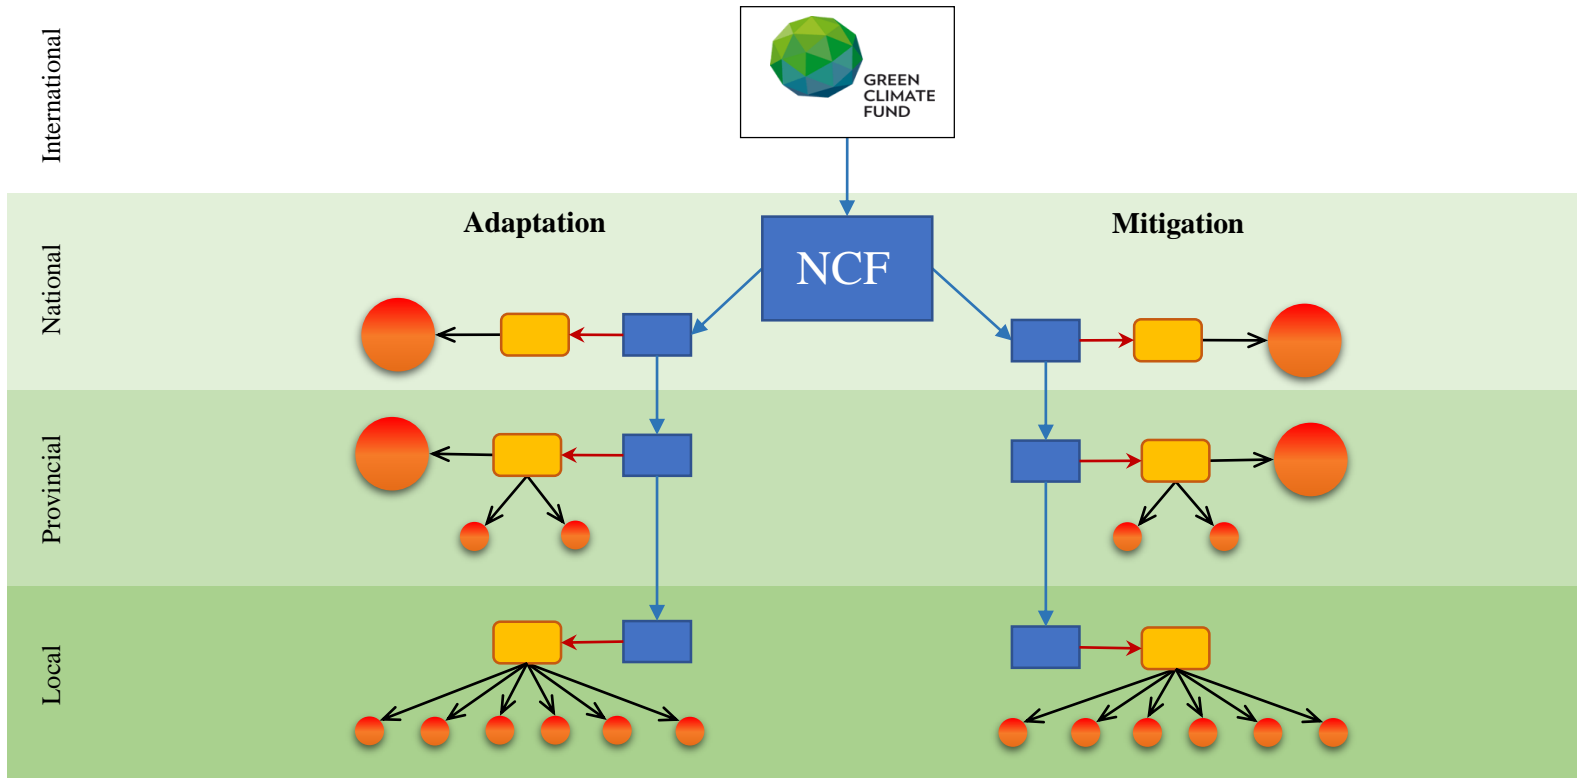 International
GREEN
CLIMATE
FUND
National
Adaptation
NCF
Mitigation
Provincial
Local